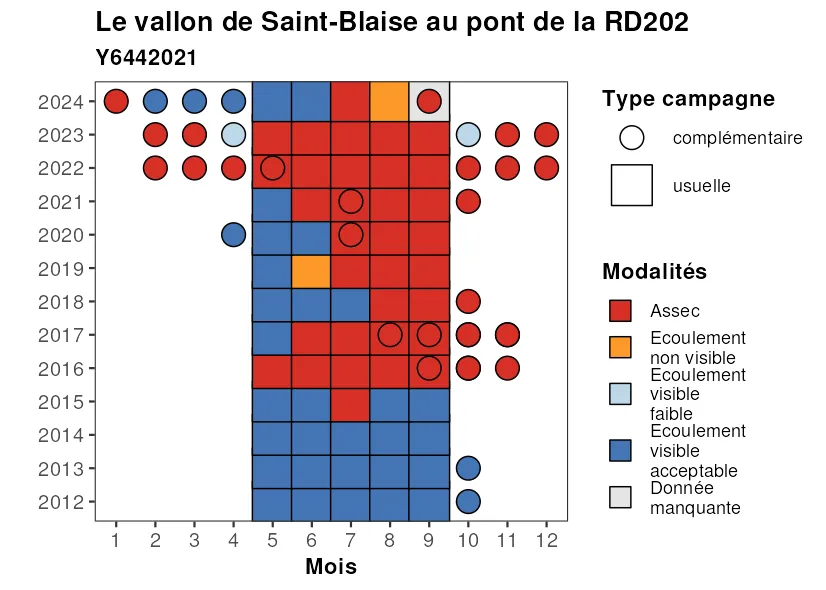 Le vallon de Saint-Blaise au pont de la RD202
Y6442021
2024
2023
2022
2021
2020
2019
2018
2017
2016
2015
2014
2013
2012
1 2 3 4 5 6 7 8 9 10 11 12
Mois
Type campagne
complémentaire
usuelle
Modalités
Assec
Ecoulement
non visible
Ecoulement
visible
faible
Ecoulement
visible
acceptable
Donnée
manquante